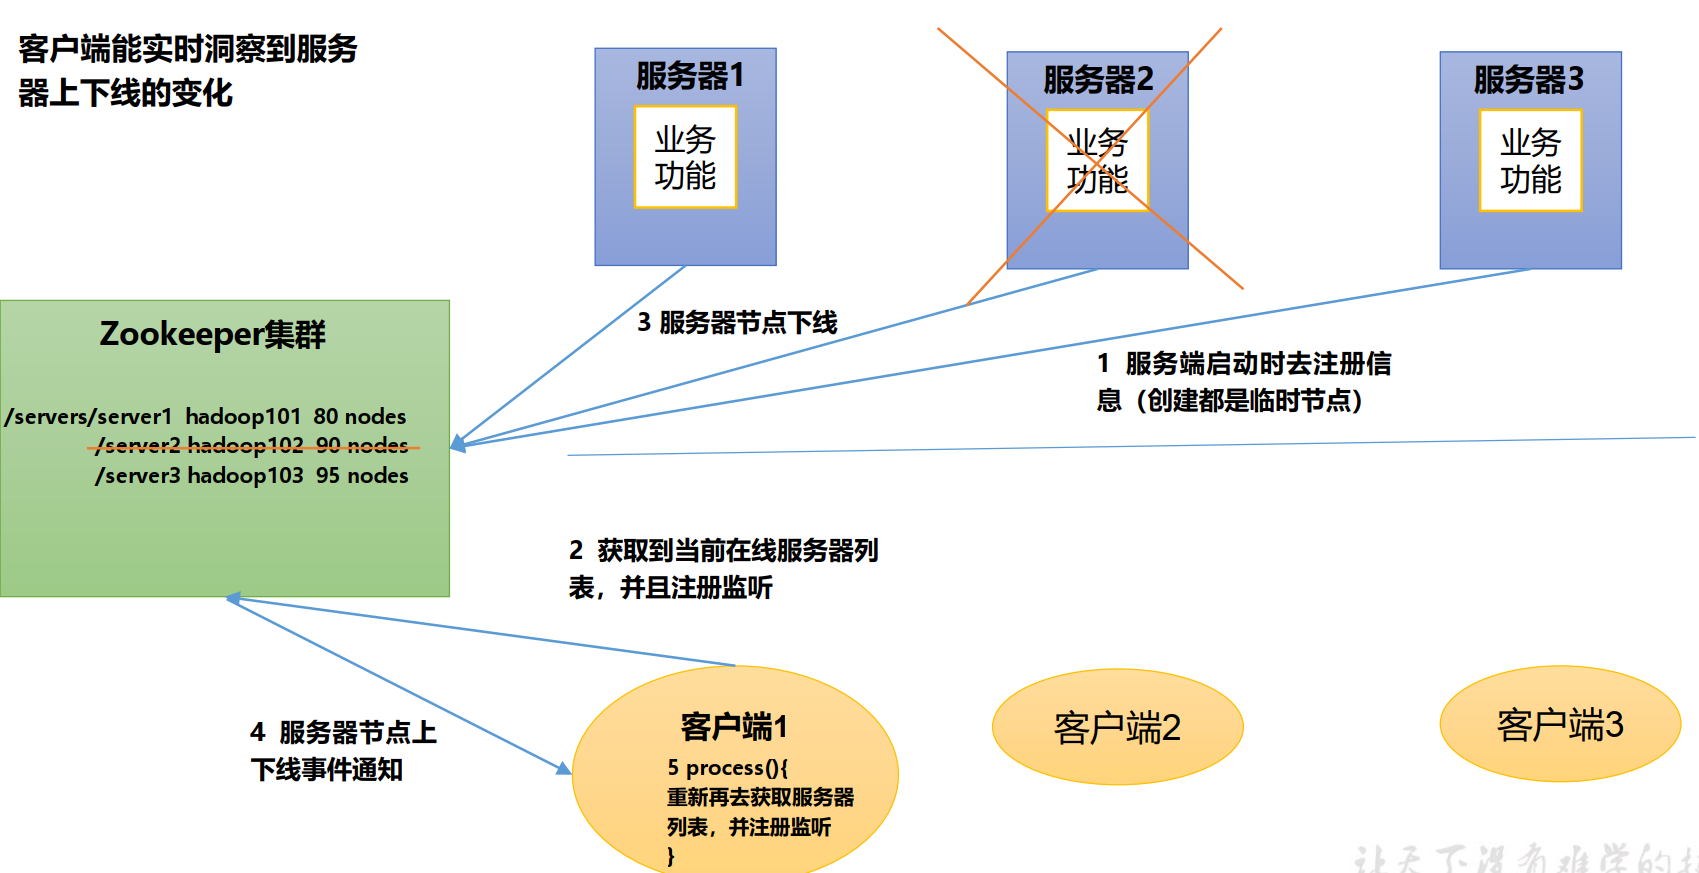 客户端能实时洞察到服务
器上下线的变化
服务器1
业务
功能
服务器2
业务
功能
服务器3
业务
功能
Zookeeper集群
/servers/server1 hadoop101 80 nodes
/server2 hadoop102 90 nodes
/server3 hadoop103 95 nodes
3 服务器节点下线
1 服务端启动时去注册信
息（创建都是临时节点）
2 获取到当前在线服务器列
表，并且注册监听
4 服务器节点上
下线事件通知
客户端1
5 process(){
重新再去获取服务器
列表，并注册监听
}
客户端2
客户端3
让天下没有难学的技